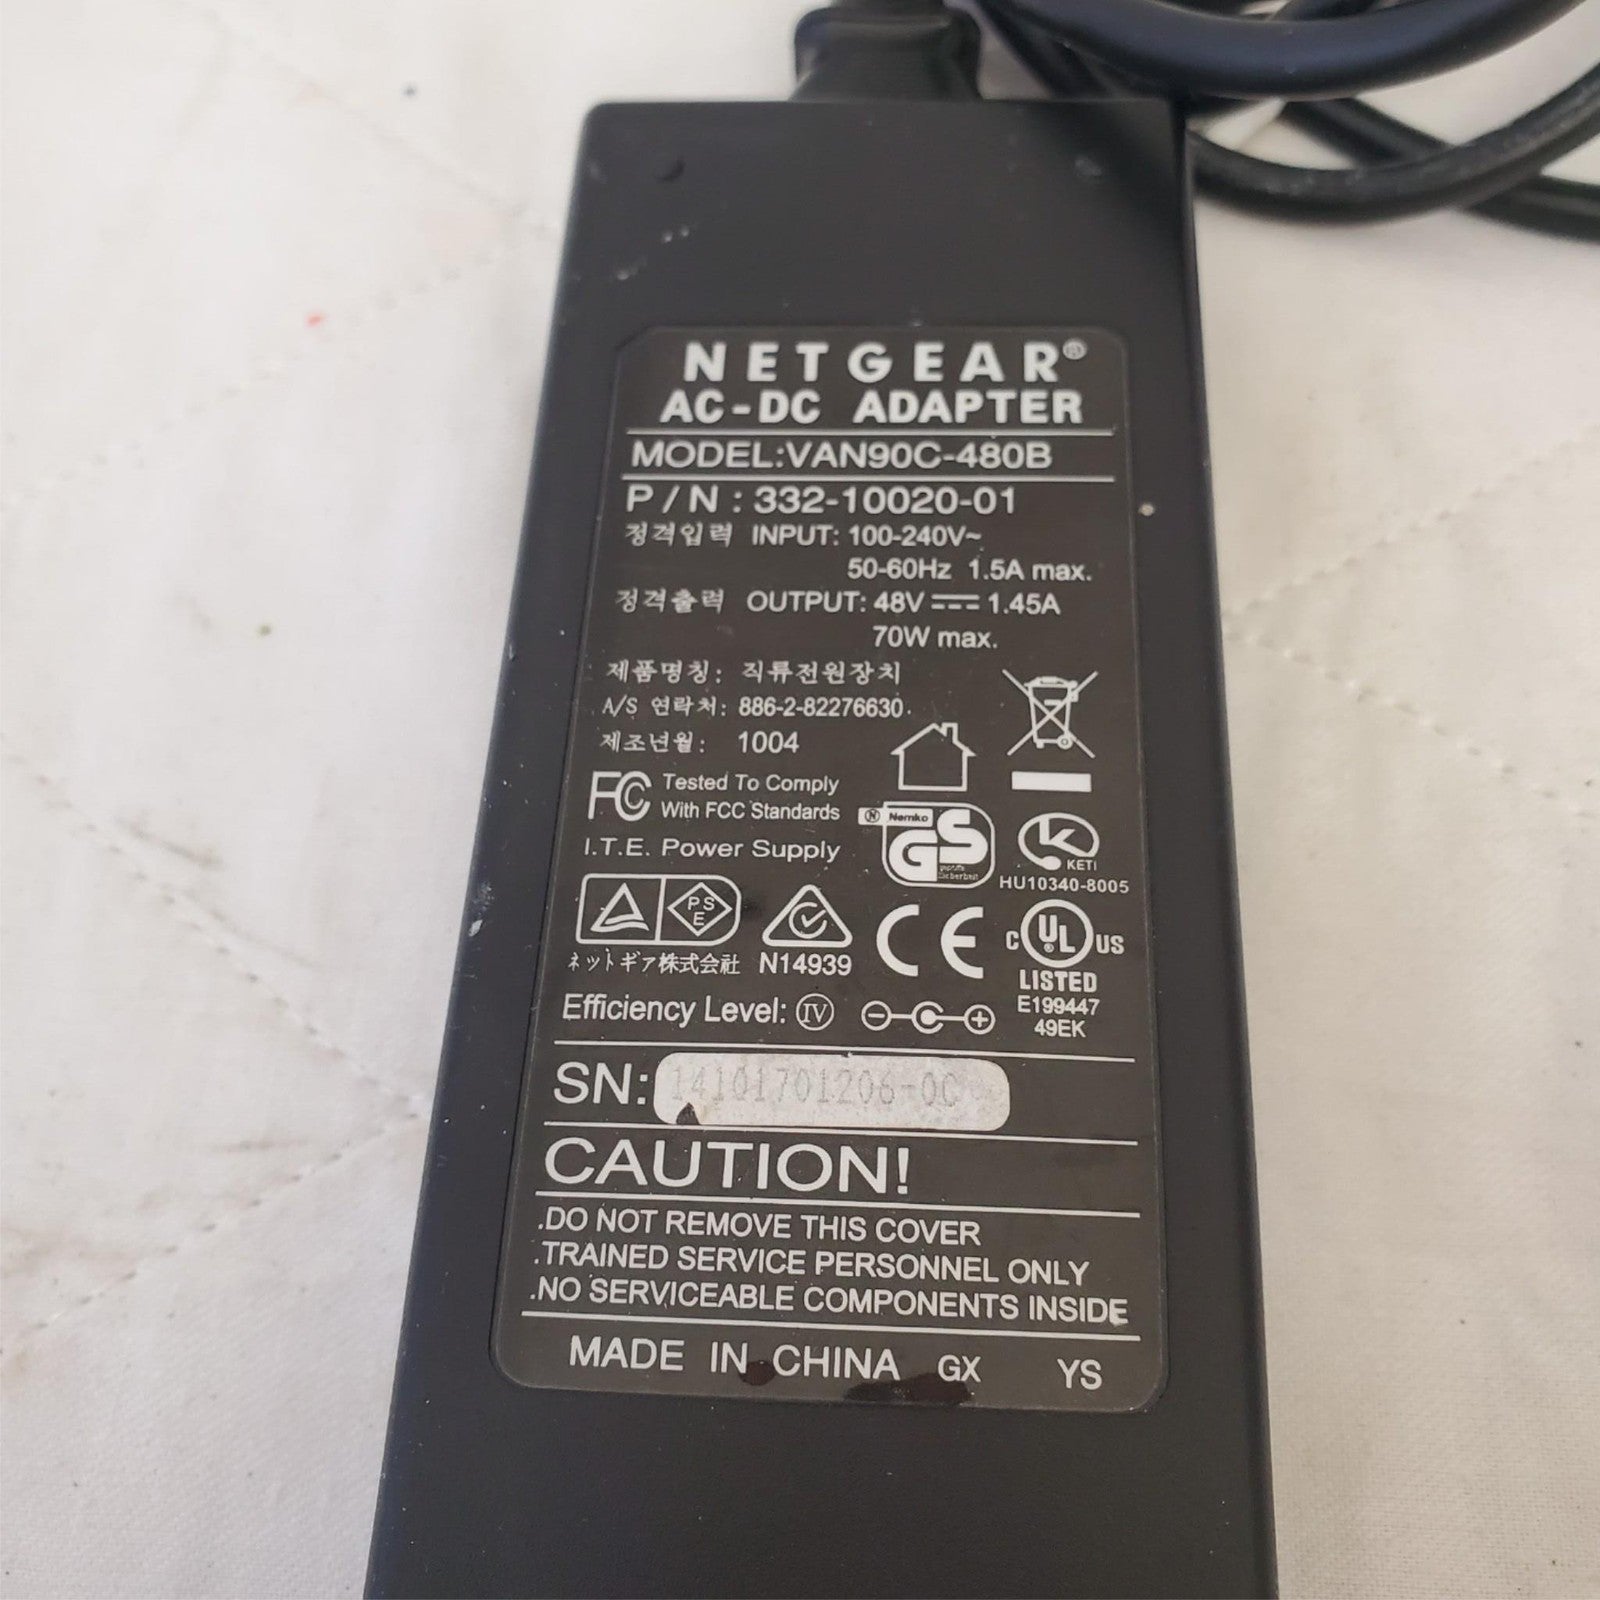 NETGEAR®
AC-DC ADAPTER
MODEL:VAN90C-480B
P/N : 332-10020-01
정격입력 INPUT: 100-240V~
50-60Hz 1.5A max.
정격출력 OUTPUT: 48V ⎓ 1.45A
70W max.
제품명칭: 직류전원장치
A/S 연락처: 886-2-82276630
제조년월: 1004
FC Tested To Comply
With FCC Standards
I.T.E. Power Supply
N Nemko
GS
geprüfte
Sicherheit
K
KETI
HU10340-8005
PS
E
ネットギア株式会社 N14939
CE
C UL® US
LISTED
E199447
49EK
Efficiency Level: IV
SN: 14101701206-0C
CAUTION!
.DO NOT REMOVE THIS COVER
.TRAINED SERVICE PERSONNEL ONLY
.NO SERVICEABLE COMPONENTS INSIDE
MADE IN CHINA GX YS